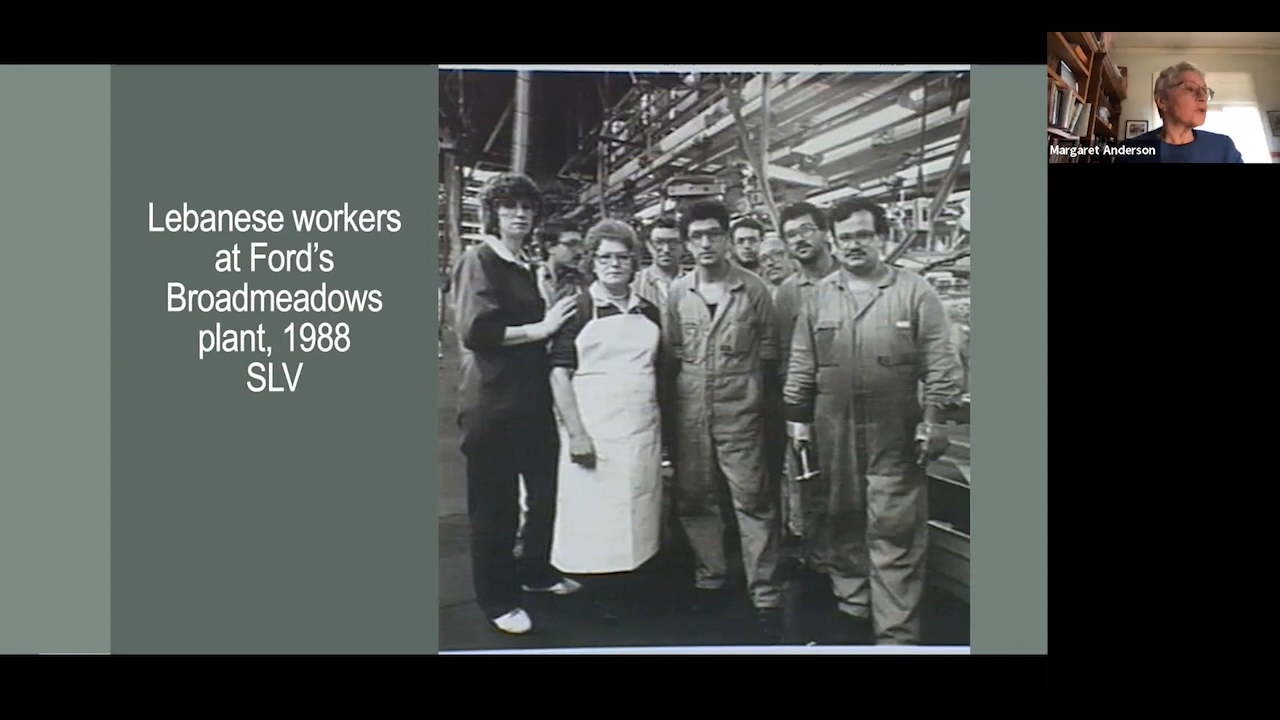 Lebanese workers
at Ford’s
Broadmeadows
plant, 1988
SLV
Margaret Anderson